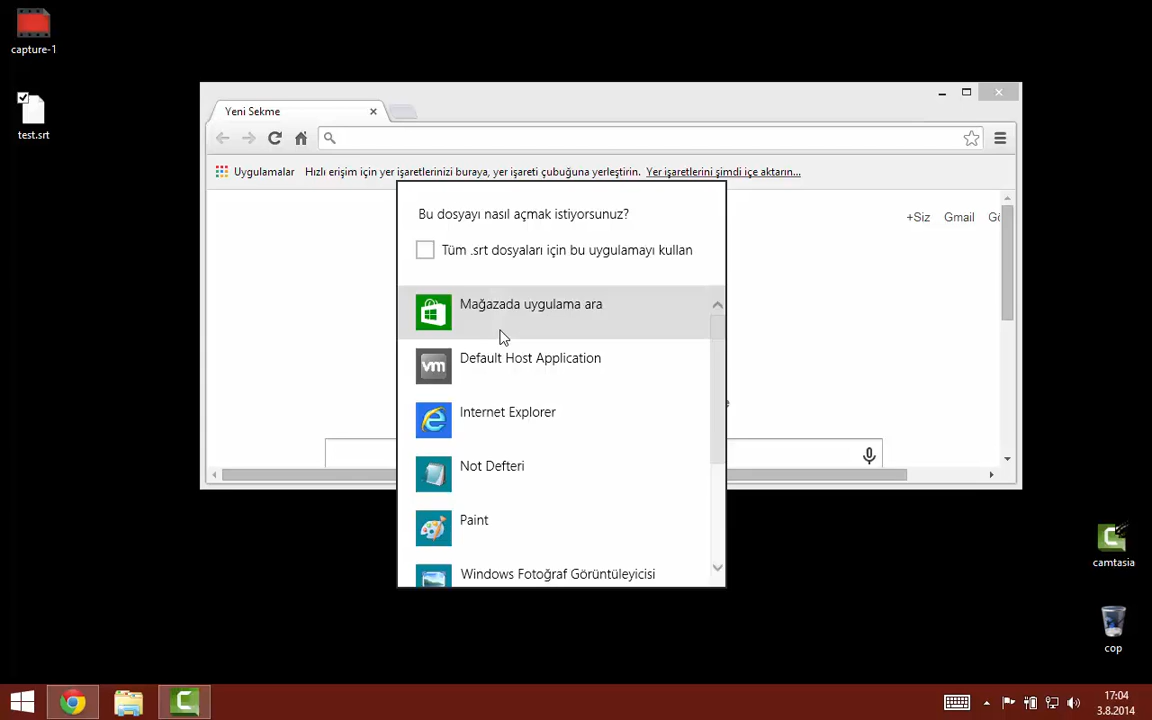 capture-1
test.srt
Yeni Sekme
Uygulamalar Hızlı erişim için yer işaretlerinizi buraya, yer işareti çubuğuna yerleştirin. Yer işaretlerini şimdi içe aktarın...
+Siz Gmail Gö
Bu dosyayı nasıl açmak istiyorsunuz?
Tüm .srt dosyaları için bu uygulamayı kullan
Mağazada uygulama ara
vm Default Host Application
Internet Explorer
Not Defteri
Paint
Windows Fotoğraf Görüntüleyicisi
camtasia
cop
17:04
3.8.2014